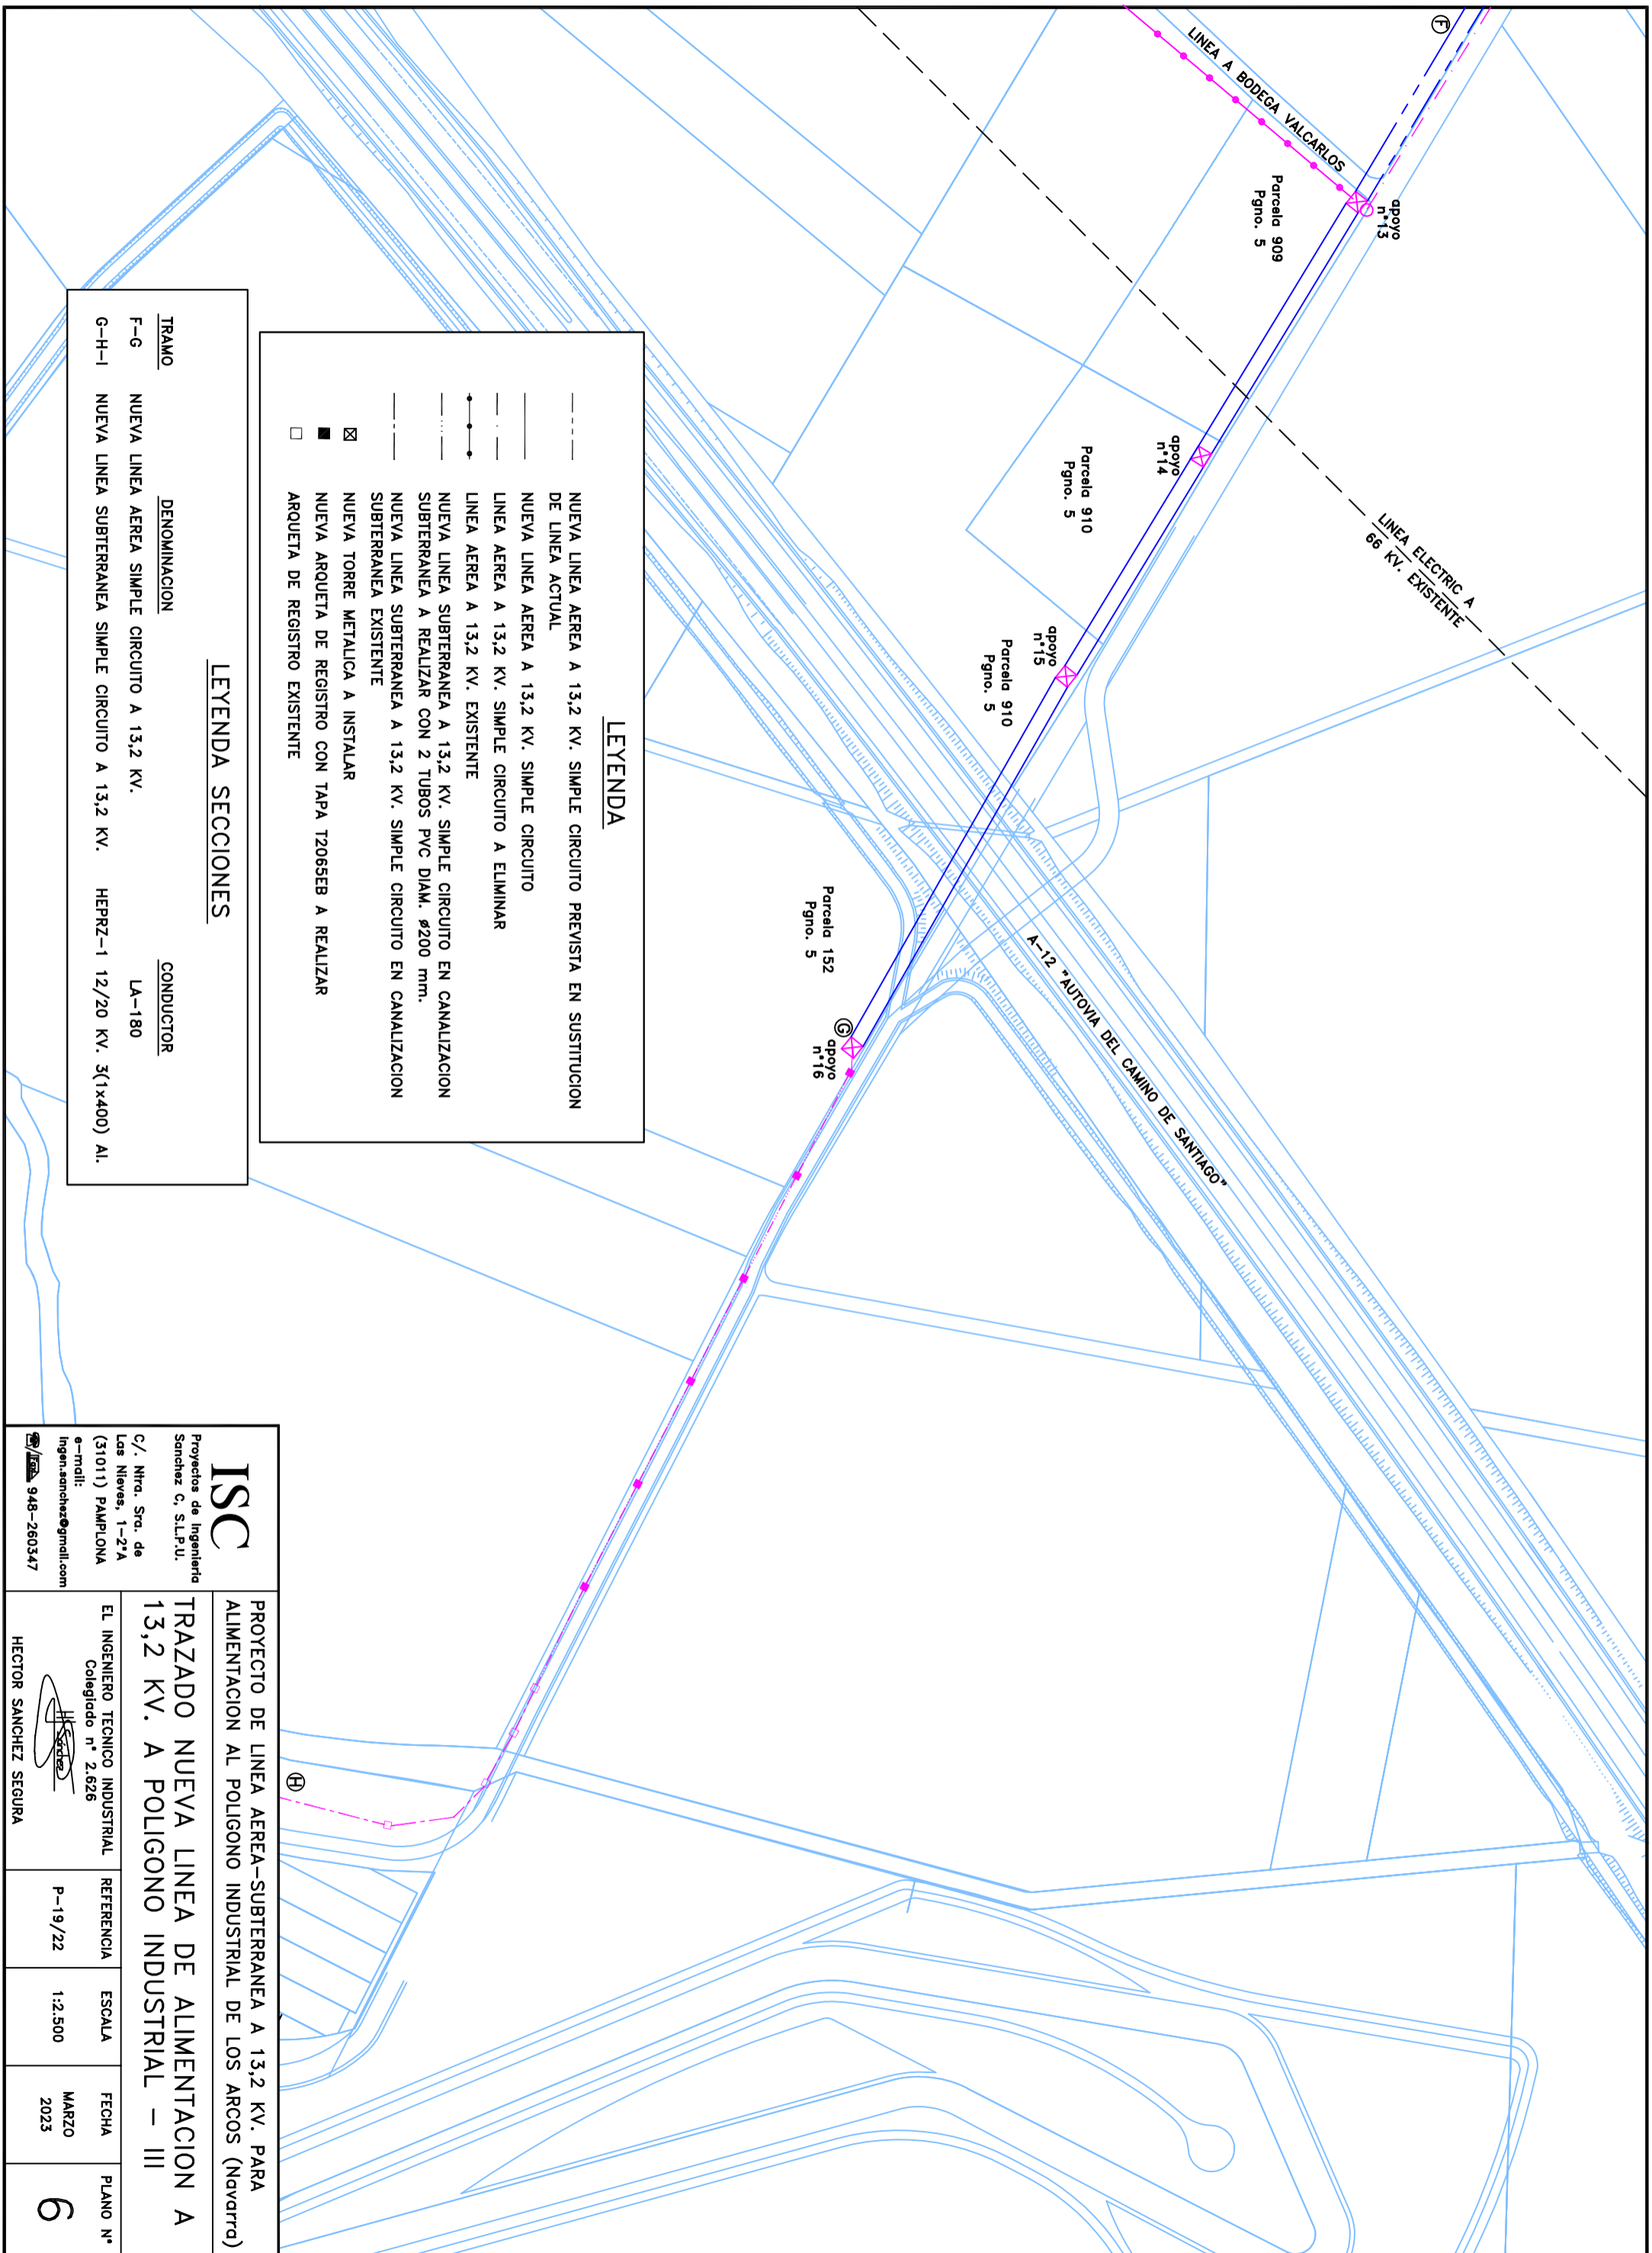 Ⓕ
LINEA A BODEGA VALCARLOS
apoyo
n°13
Parcela 909
Pgno. 5
apoyo
n°14
Parcela 910
Pgno. 5
LINEA ELECTRIC A
66 KV. EXISTENTE
apoyo
n°15
Parcela 910
Pgno. 5
A-12 "AUTOVIA DEL CAMINO DE SANTIAGO"
Parcela 152
Pgno. 5
Ⓖ
apoyo
n°16
Ⓗ
LEYENDA
NUEVA LINEA AEREA A 13,2 KV. SIMPLE CIRCUITO PREVISTA EN SUSTITUCION
DE LINEA ACTUAL
NUEVA LINEA AEREA A 13,2 KV. SIMPLE CIRCUITO
LINEA AEREA A 13,2 KV. SIMPLE CIRCUITO A ELIMINAR
LINEA AEREA A 13,2 KV. EXISTENTE
NUEVA LINEA SUBTERRANEA A 13,2 KV. SIMPLE CIRCUITO EN CANALIZACION
SUBTERRANEA A REALIZAR CON 2 TUBOS PVC DIAM. Ø200 mm.
NUEVA LINEA SUBTERRANEA A 13,2 KV. SIMPLE CIRCUITO EN CANALIZACION
SUBTERRANEA EXISTENTE
NUEVA TORRE METALICA A INSTALAR
NUEVA ARQUETA DE REGISTRO CON TAPA T2065EB A REALIZAR
ARQUETA DE REGISTRO EXISTENTE
LEYENDA SECCIONES
TRAMO DENOMINACION CONDUCTOR
F-G NUEVA LINEA AEREA SIMPLE CIRCUITO A 13,2 KV. LA-180
G-H-I NUEVA LINEA SUBTERRANEA SIMPLE CIRCUITO A 13,2 KV. HEPRZ-1 12/20 KV. 3(1x400) Al.
ISC
Proyectos de Ingeniería
Sanchez C, S.L.P.U.
C/. Ntra. Sra. de
Las Nieves, 1-2°A
(31011) PAMPLONA
e-mail:
ingen.sanchez@gmail.com
☎/Fax 948-260347
PROYECTO DE LINEA AEREA-SUBTERRANEA A 13,2 KV. PARA
ALIMENTACION AL POLIGONO INDUSTRIAL DE LOS ARCOS (Navarra)
TRAZADO NUEVA LINEA DE ALIMENTACION A
13,2 KV. A POLIGONO INDUSTRIAL - III
EL INGENIERO TECNICO INDUSTRIAL
Colegiado n° 2.626
H. Sanchez
HECTOR SANCHEZ SEGURA
REFERENCIA
P-19/22
ESCALA
1:2.500
FECHA
MARZO
2023
PLANO N°
6